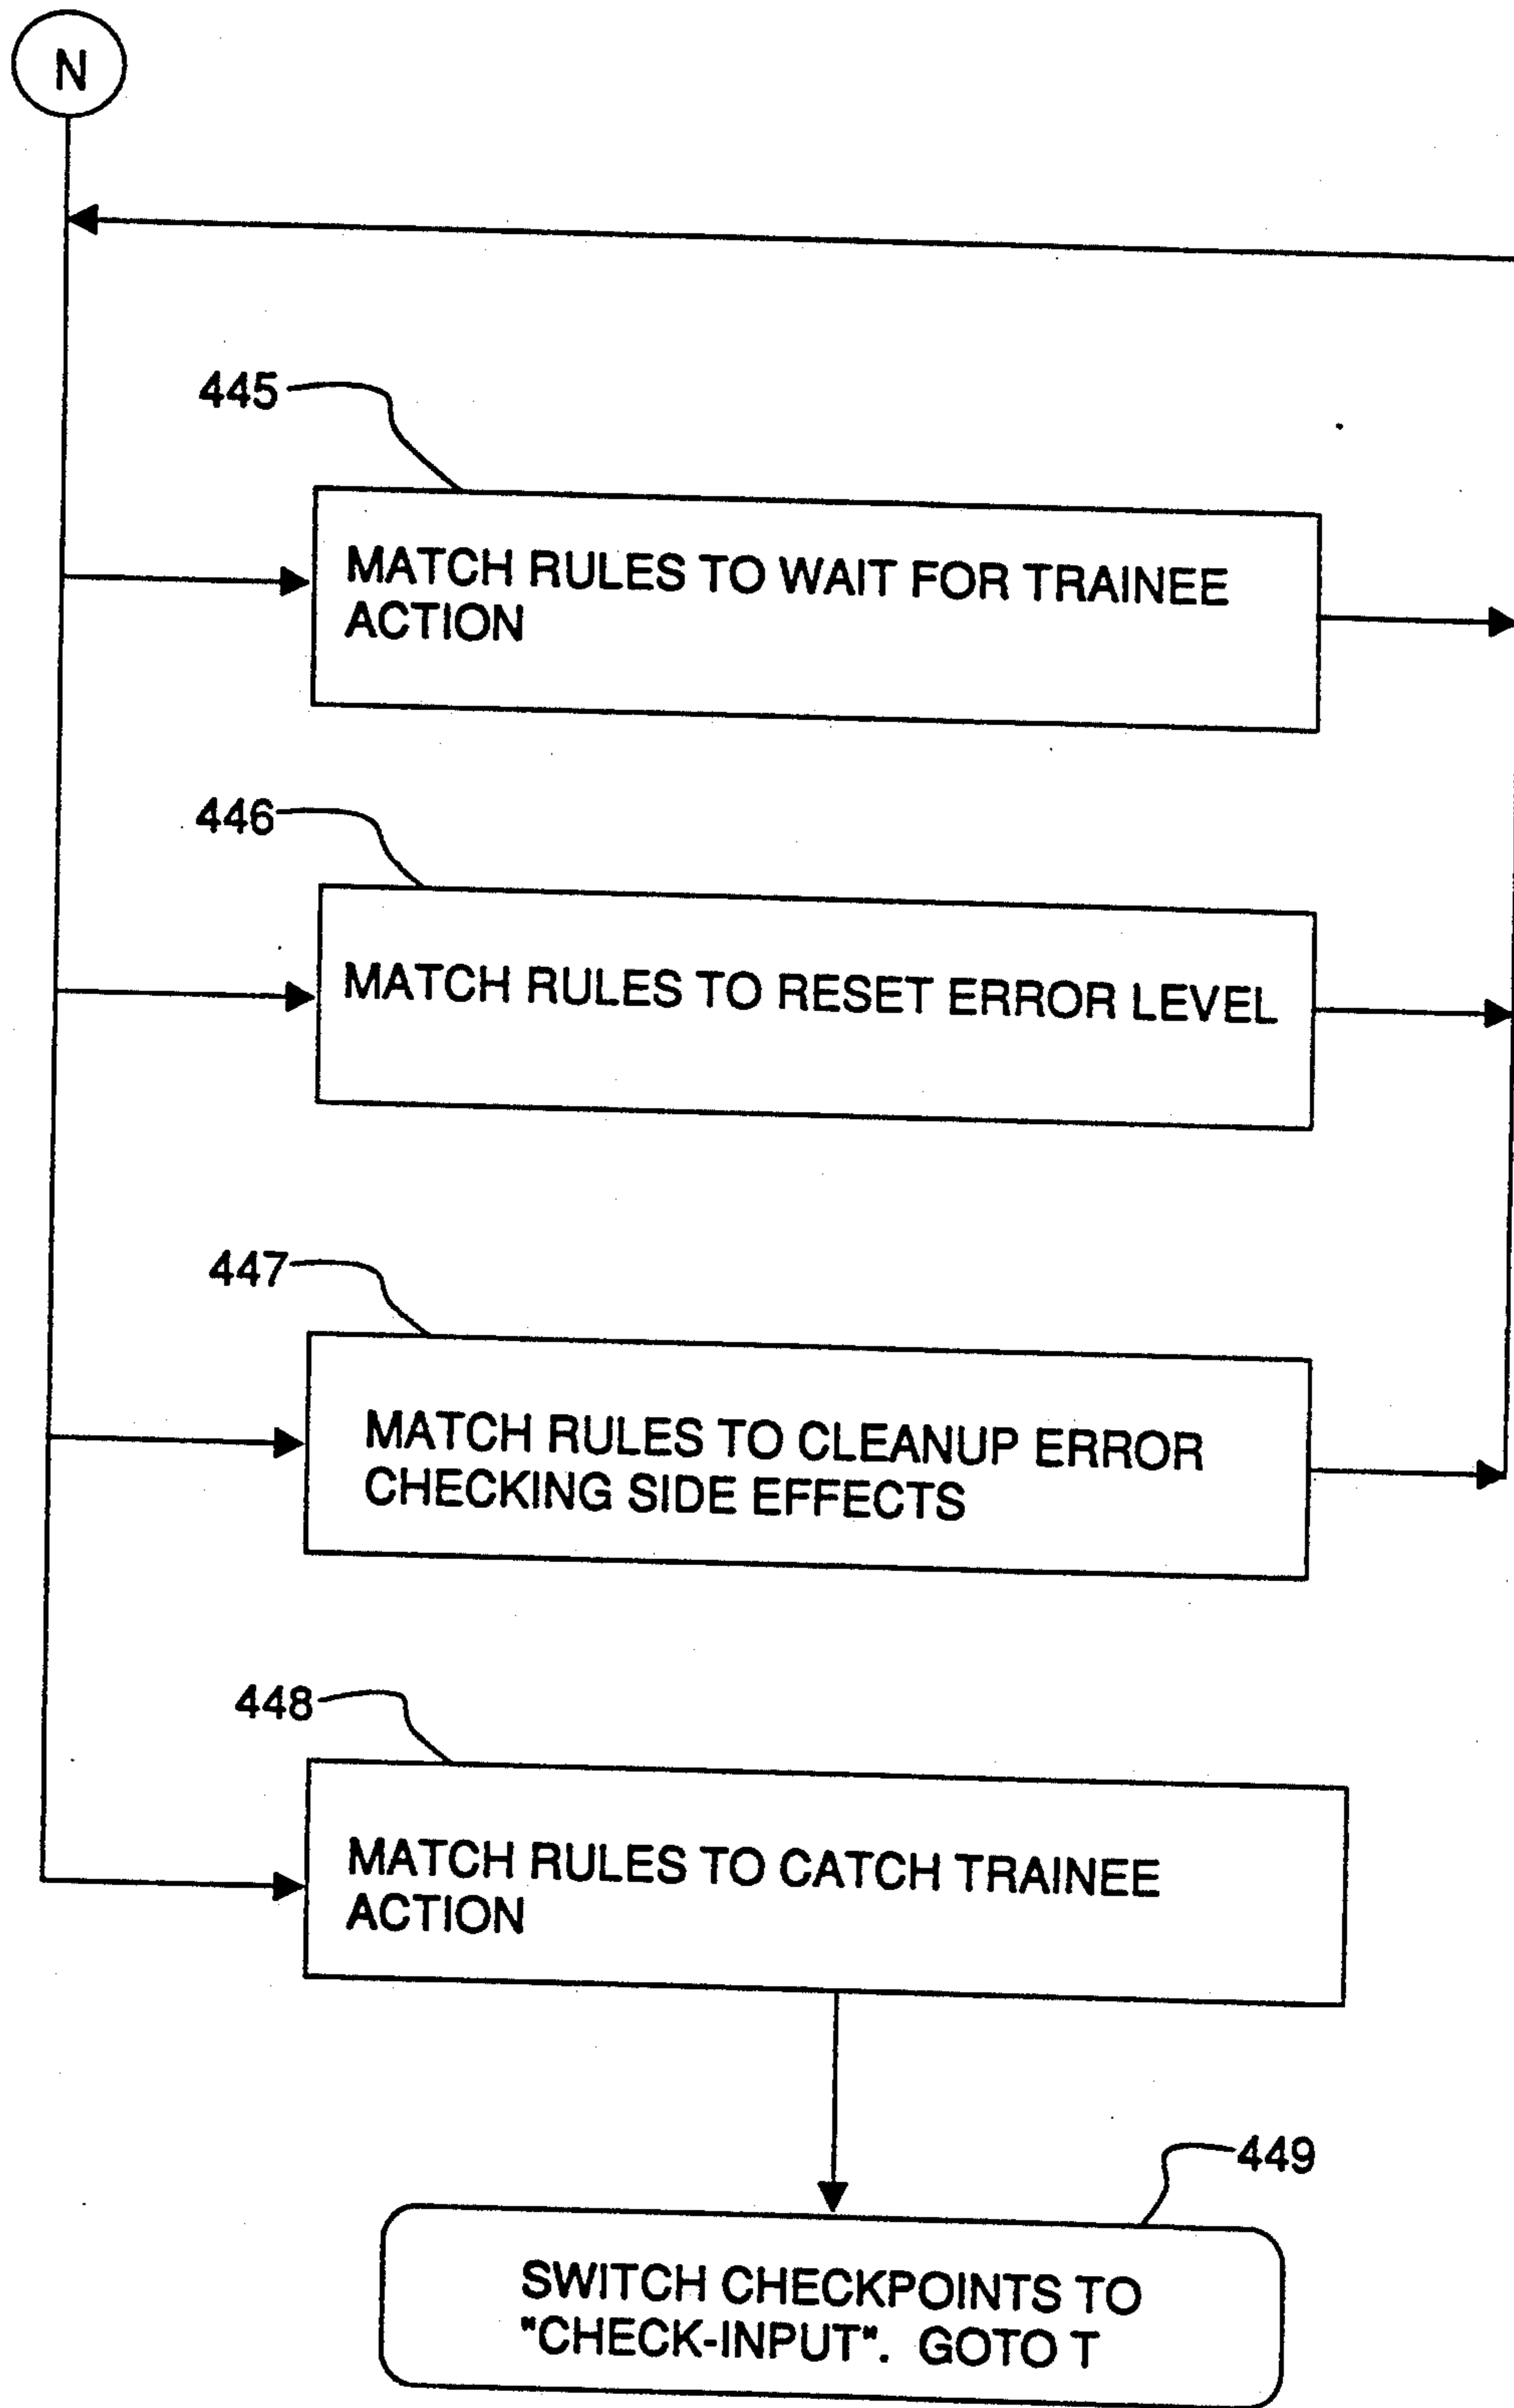 N
445
MATCH RULES TO WAIT FOR TRAINEE
ACTION
446
MATCH RULES TO RESET ERROR LEVEL
447
MATCH RULES TO CLEANUP ERROR
CHECKING SIDE EFFECTS
448
MATCH RULES TO CATCH TRAINEE
ACTION
449
SWITCH CHECKPOINTS TO
"CHECK-INPUT". GOTO T